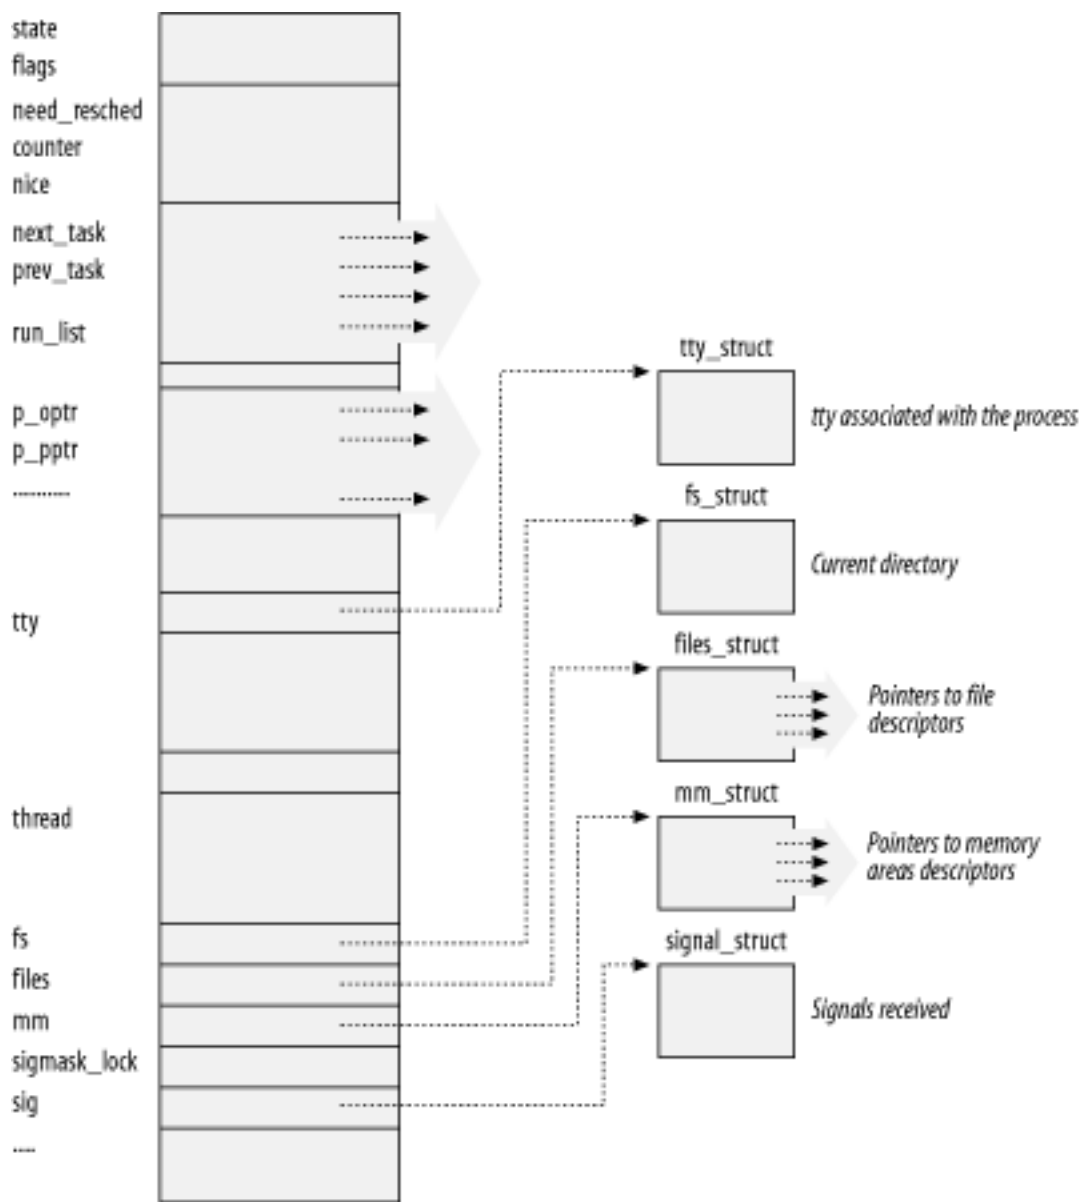 state
flags
need_resched
counter
nice
next_task
prev_task
run_list
p_optr
p_pptr
...........
tty
thread
fs
files
mm
sigmask_lock
sig
.....
tty_struct
tty associated with the process
fs_struct
Current directory
files_struct
Pointers to file
descriptors
mm_struct
Pointers to memory
areas descriptors
signal_struct
Signals received